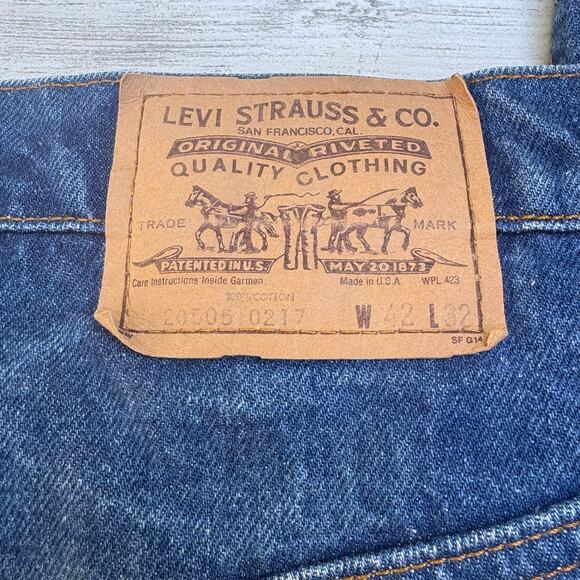 LEVI STRAUSS & CO.
SAN FRANCISCO, CAL.
ORIGINAL RIVETED
QUALITY CLOTHING
TRADE MARK
PATENTED IN U.S. MAY 20 1873
Care Instructions Inside Garmen Made in U.S.A. WPL 423
100% COTTON
20505 0217 W 42 L 32
SF G14